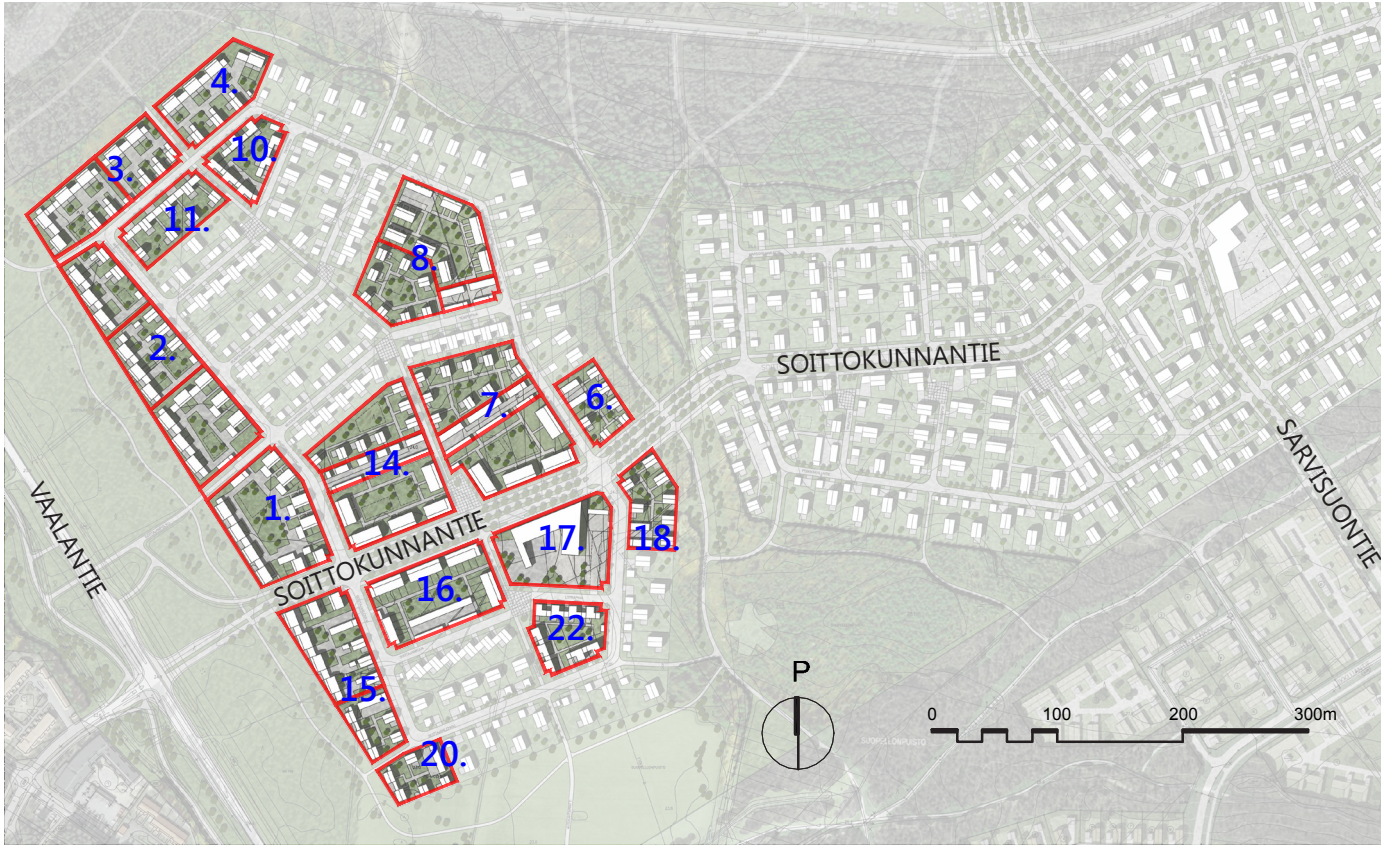 4.
10.
3.
11.
8.
2.
SOITTOKUNNANTIE
7.
6.
14.
SARVISUONTIE
1.
VAALANTIE
17.
18.
SOITTOKUNNANTIE
16.
22.
15.
P
0 100 200 300m
20.